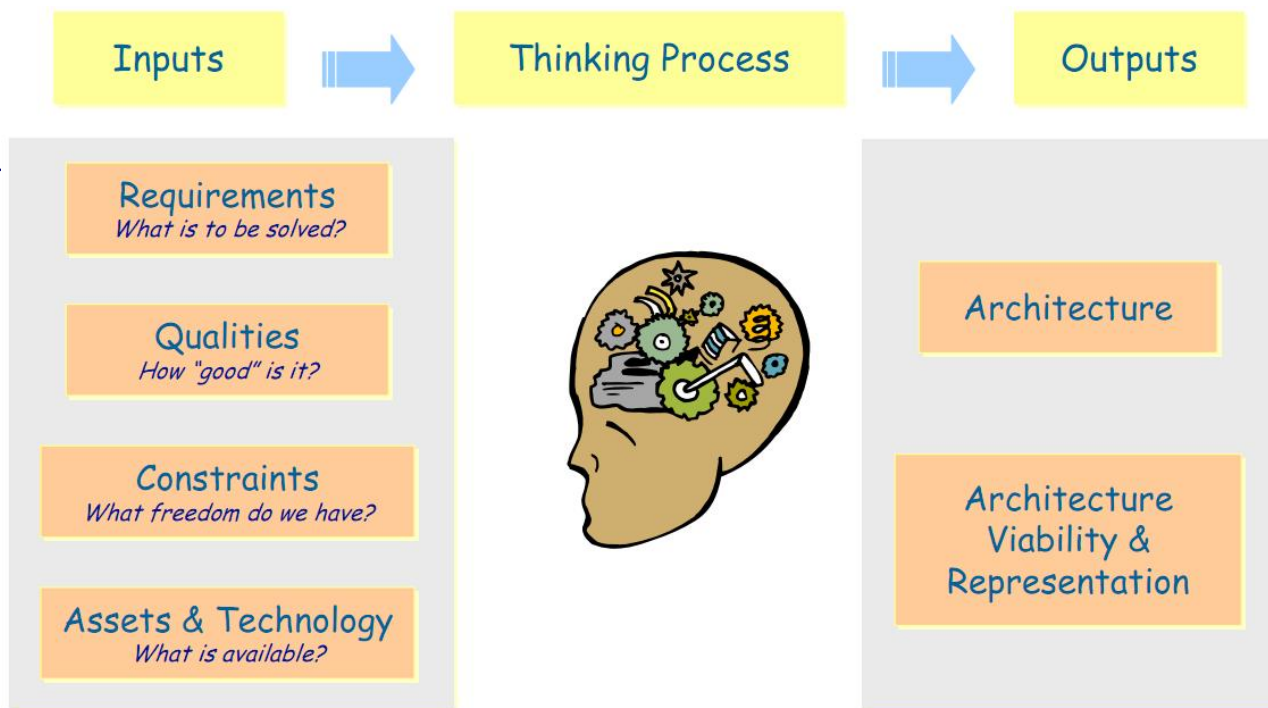 Inputs
Thinking Process
Outputs
Requirements
What is to be solved?
Qualities
How "good" is it?
Constraints
What freedom do we have?
Assets & Technology
What is available?
Architecture
Architecture
Viability &
Representation